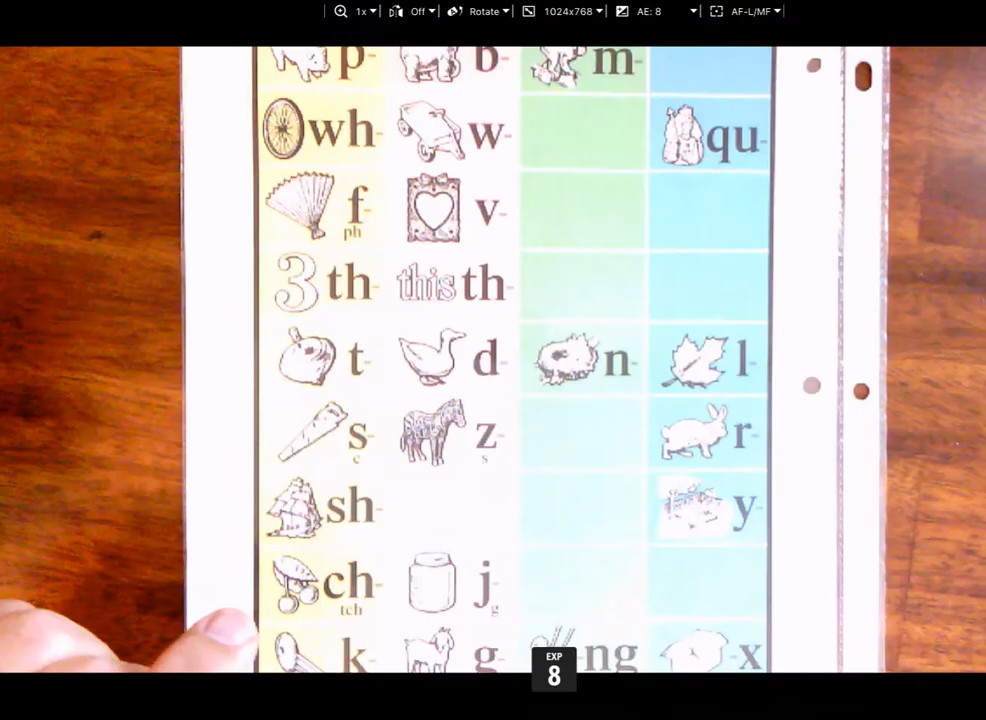 1x Off Rotate 1024x768 AE: 8 AF-L/MF
p- b- m-
wh- w- qu-
f- v-
ph
3 th- this th-
t- d- n- l-
s- z- r-
c s
sh- y-
ch- j-
tch g
k- g- -ng -x
EXP
8